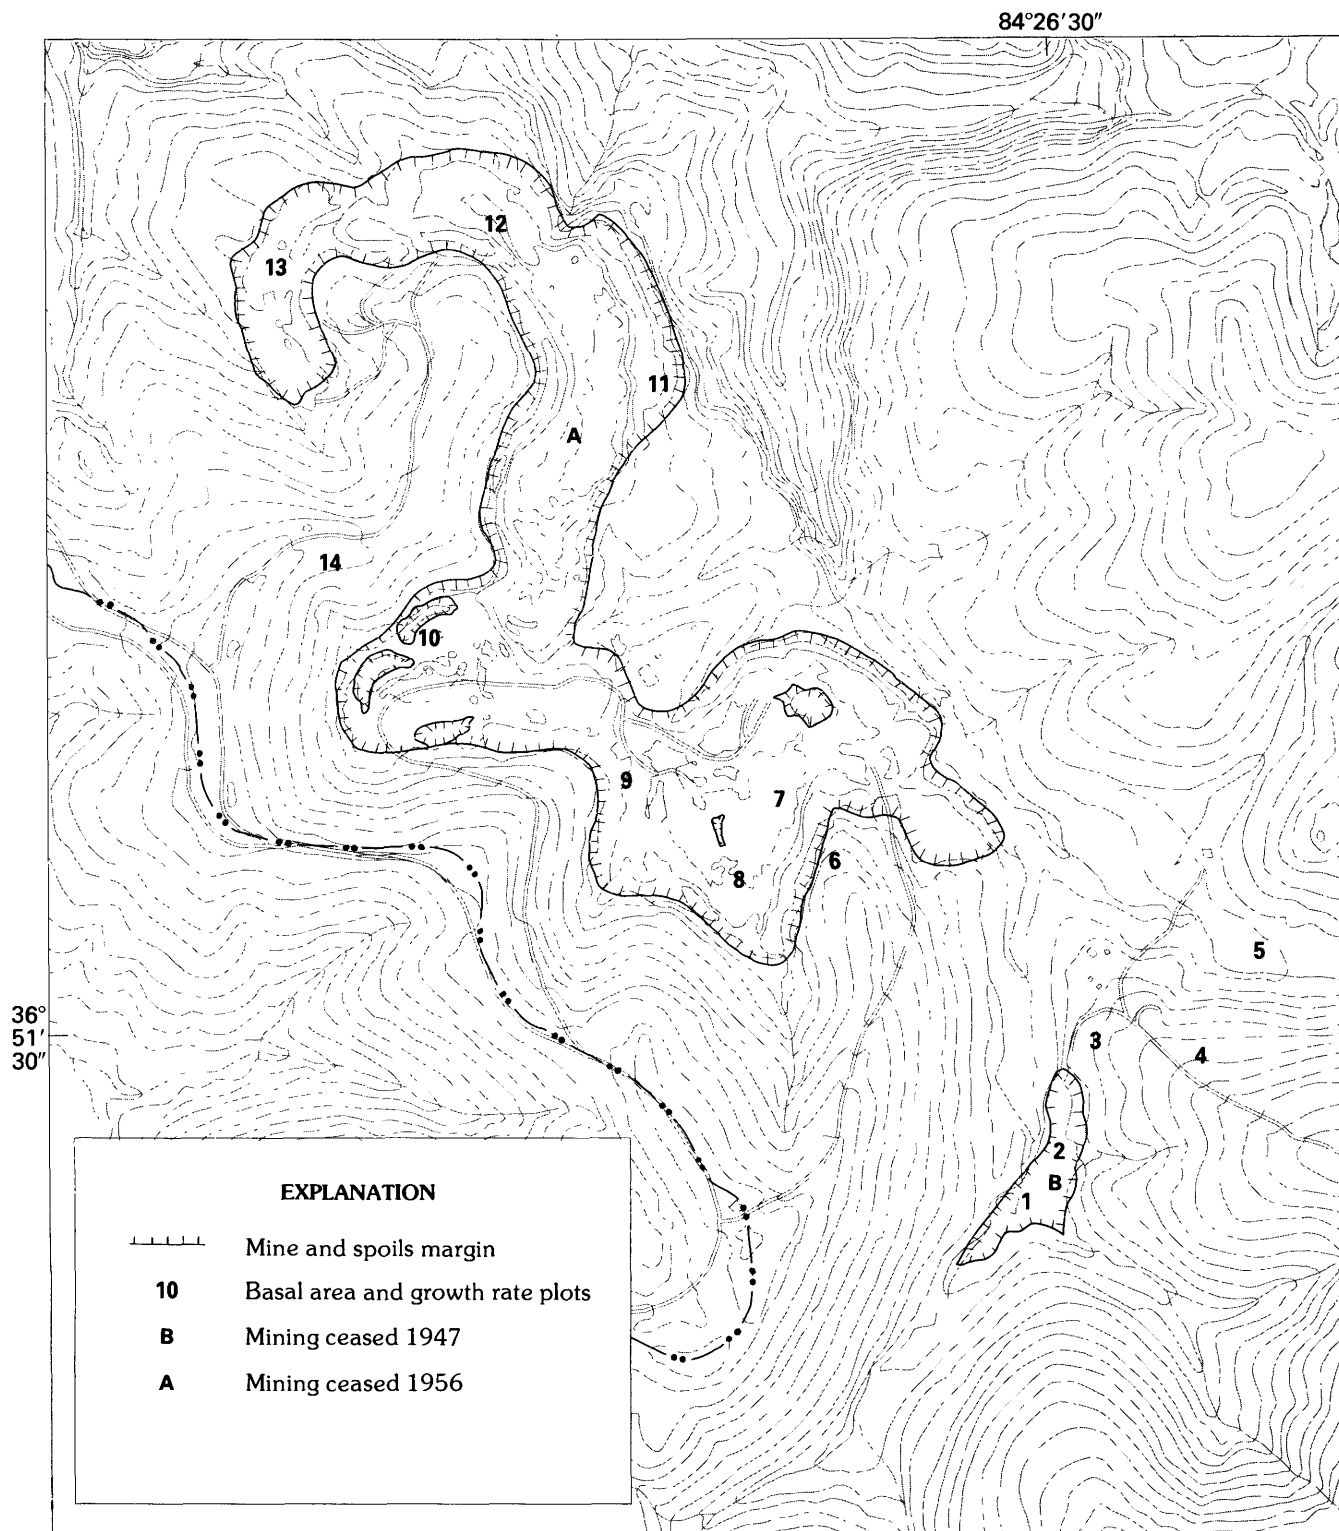 84°26′30″
12
13
11
A
14
10
9
7
6
8
5
36°
51′
30″
3
4
2
B
1
EXPLANATION
Mine and spoils margin
10 Basal area and growth rate plots
B Mining ceased 1947
A Mining ceased 1956